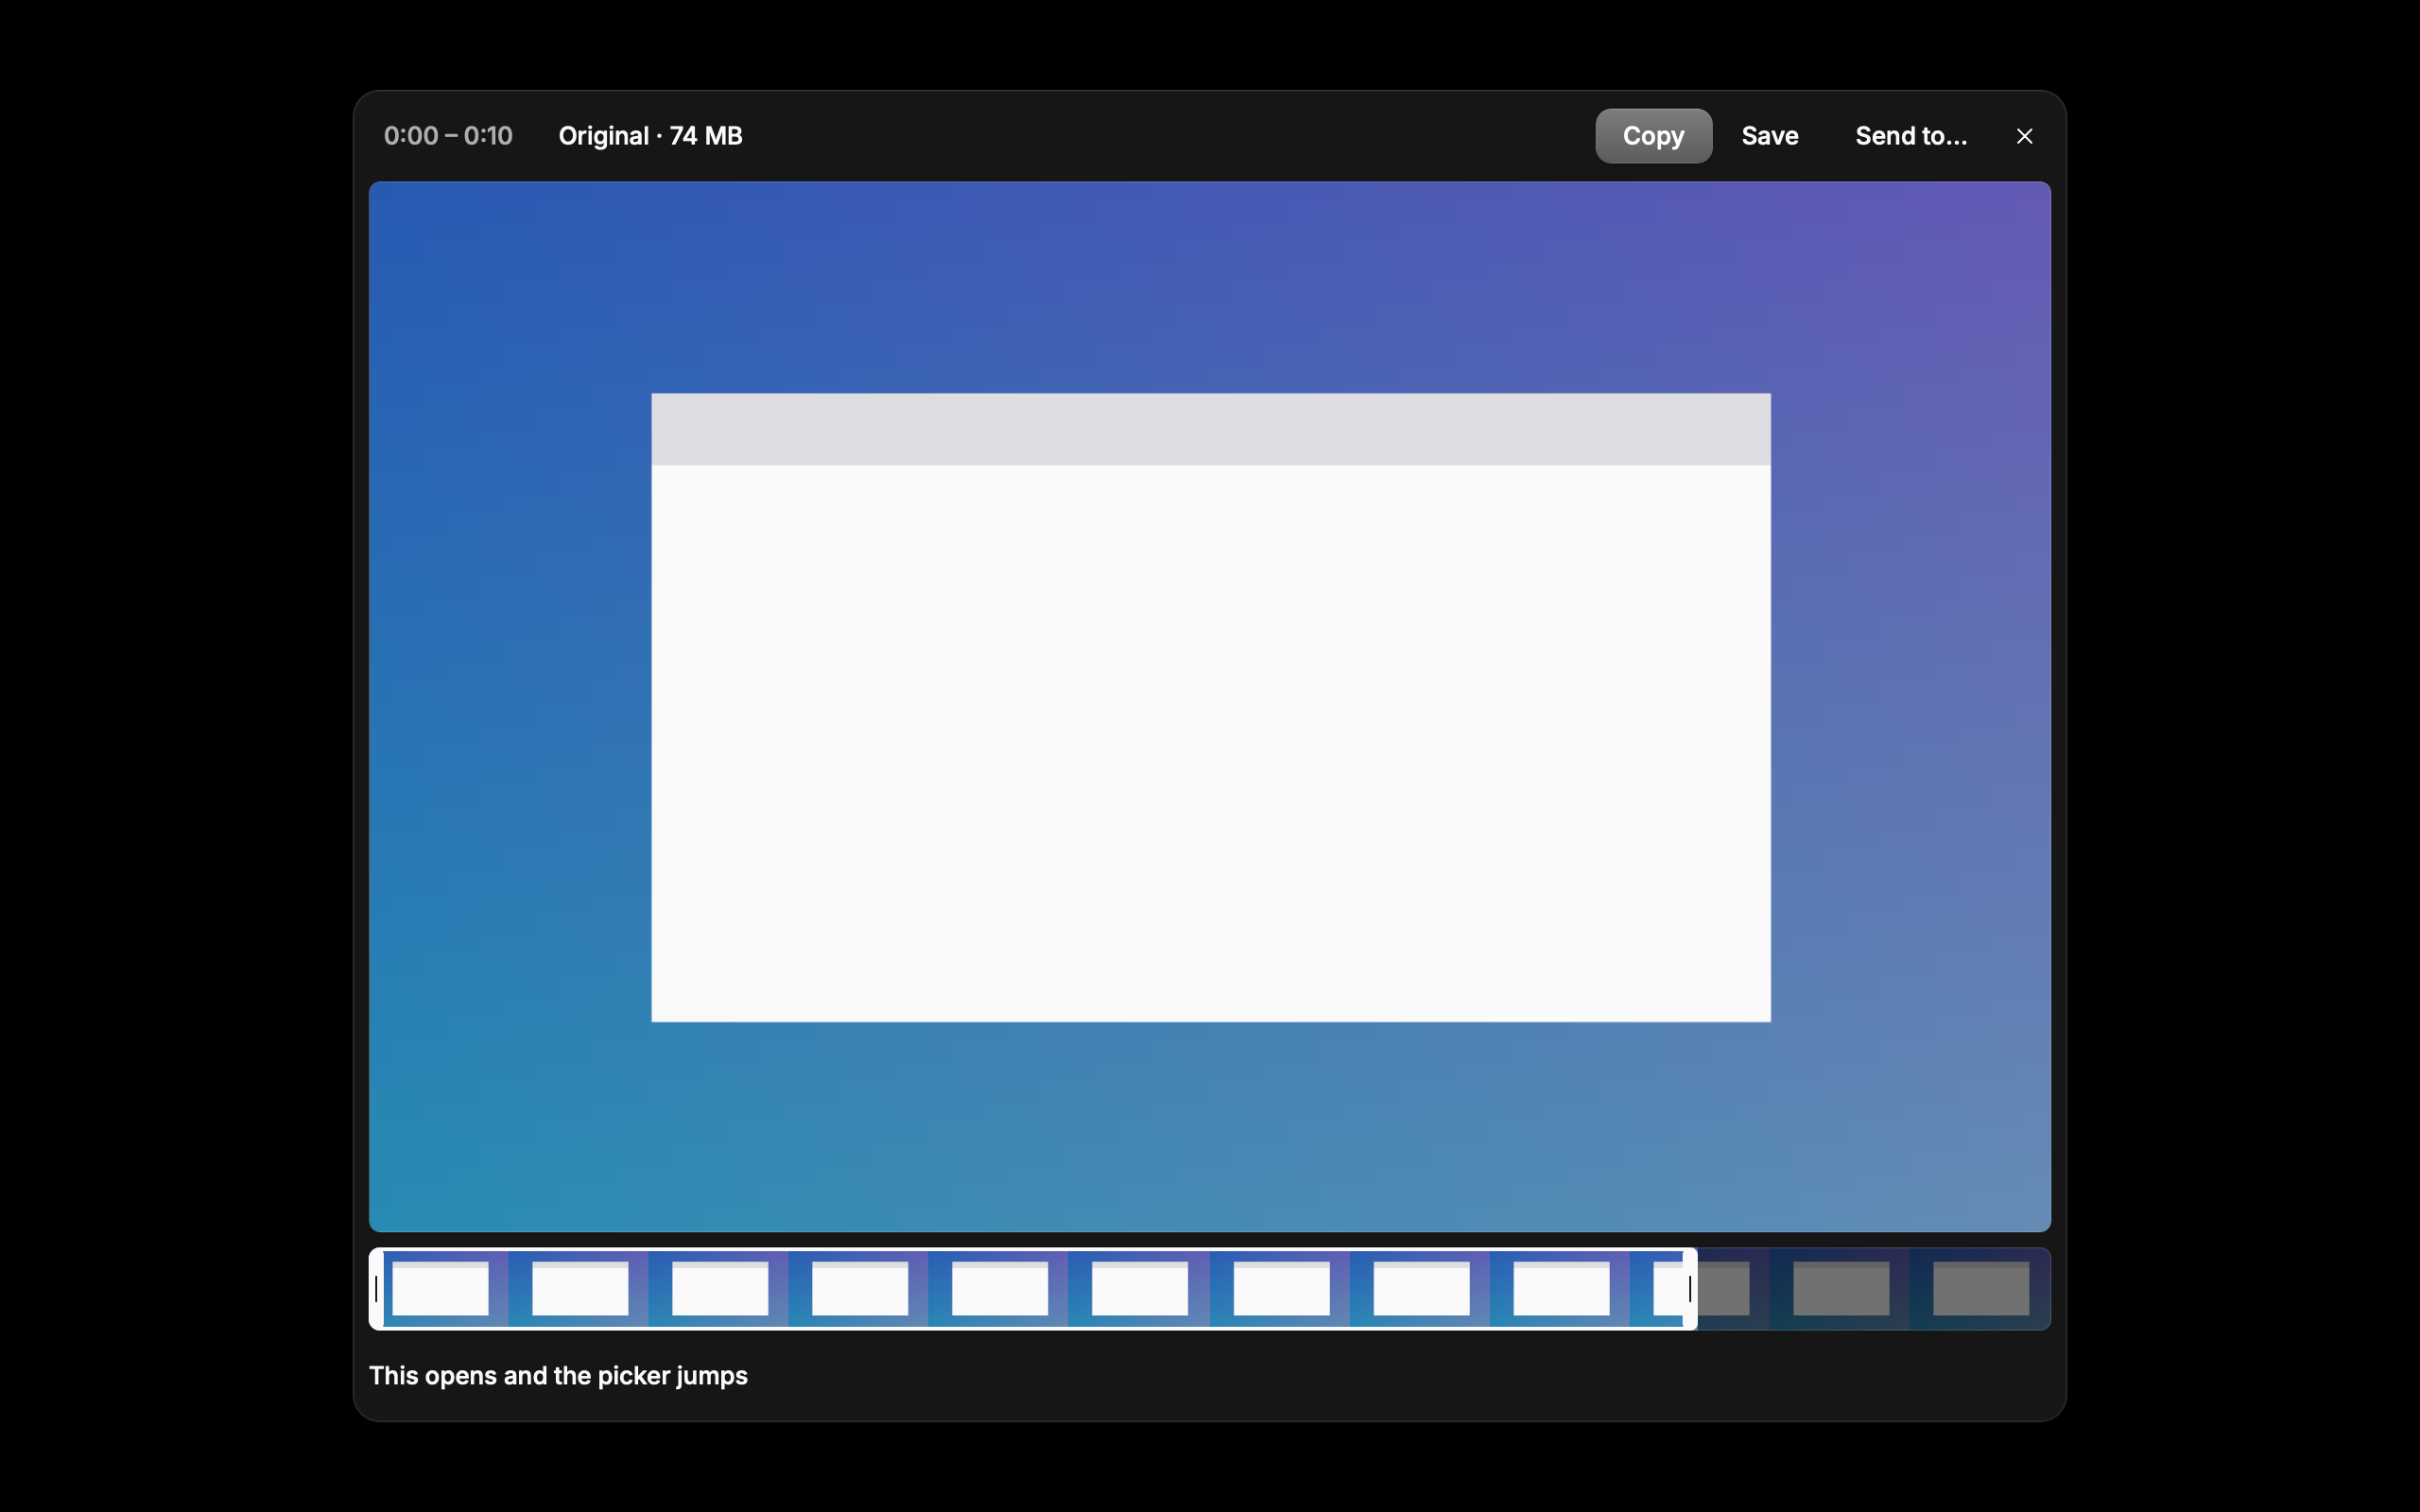 0:00 – 0:10 Original · 74 MB Copy Save Send to...
This opens and the picker jumps